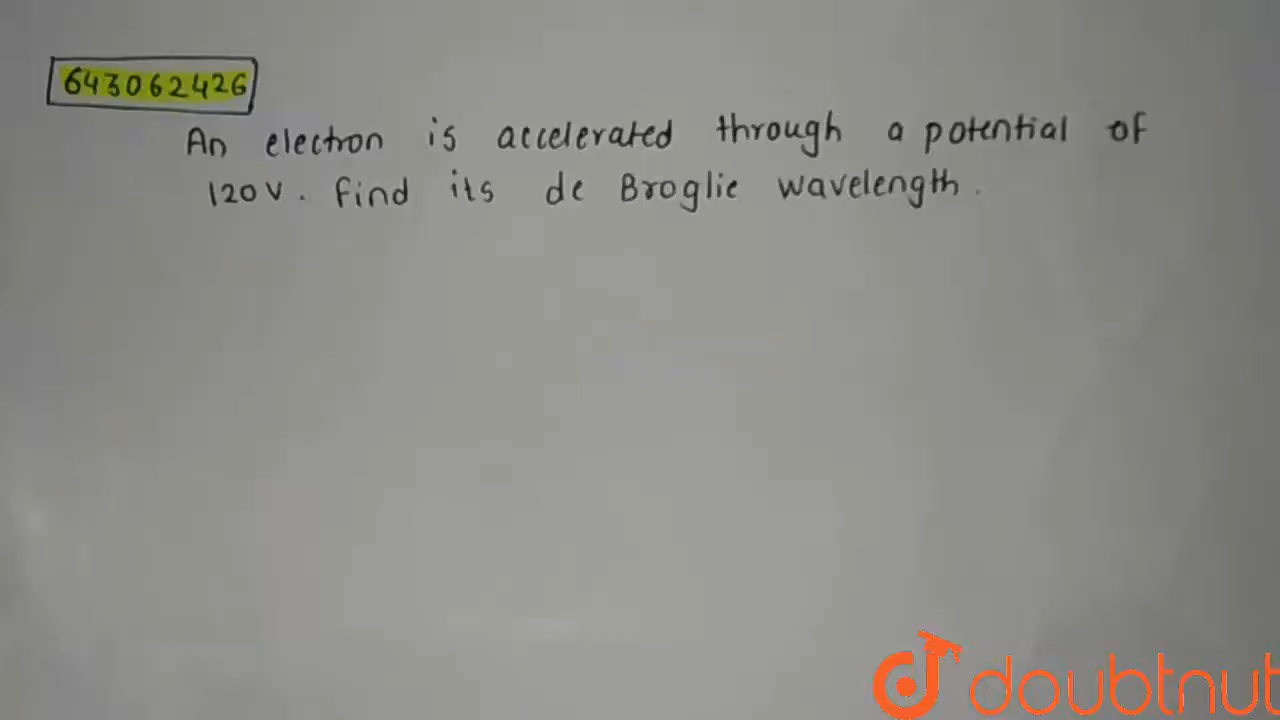 643062426
An electron is accelerated through a potential of
120V. Find its de Broglie wavelength.
doubtnut